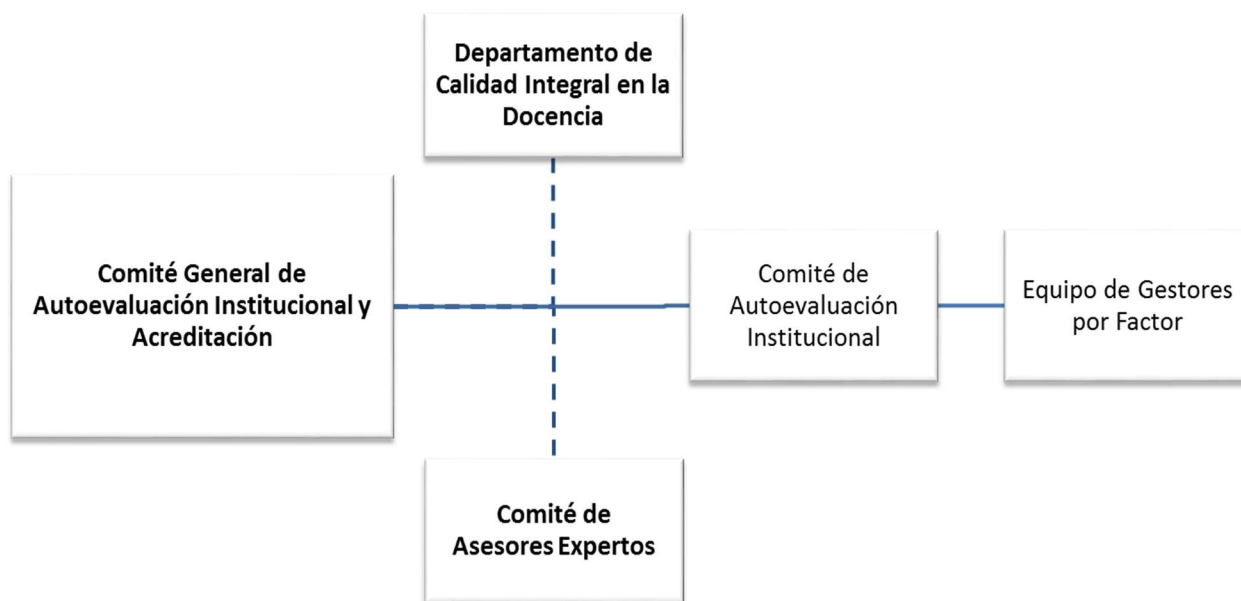 Departamento de
Calidad Integral en la
Docencia
Comité General de
Autoevaluación Institucional y
Acreditación
Comité de
Autoevaluación
Institucional
Equipo de Gestores
por Factor
Comité de
Asesores Expertos